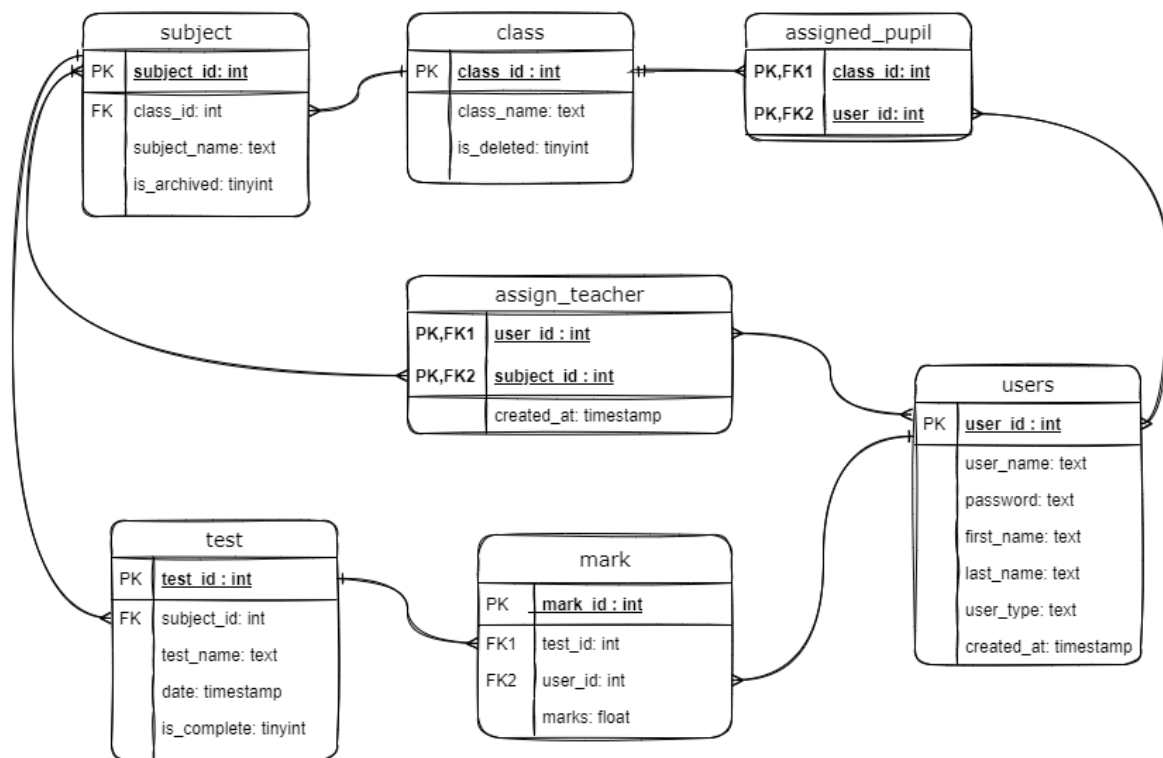 subject
PK subject_id: int
FK class_id: int
subject_name: text
is_archived: tinyint
class
PK class_id : int
class_name: text
is_deleted: tinyint
assigned_pupil
PK,FK1 class_id: int
PK,FK2 user_id: int
assign_teacher
PK,FK1 user_id : int
PK,FK2 subject_id : int
created_at: timestamp
users
PK user_id : int
user_name: text
password: text
first_name: text
last_name: text
user_type: text
created_at: timestamp
test
PK test_id : int
FK subject_id: int
test_name: text
date: timestamp
is_complete: tinyint
mark
PK mark_id : int
FK1 test_id: int
FK2 user_id: int
marks: float